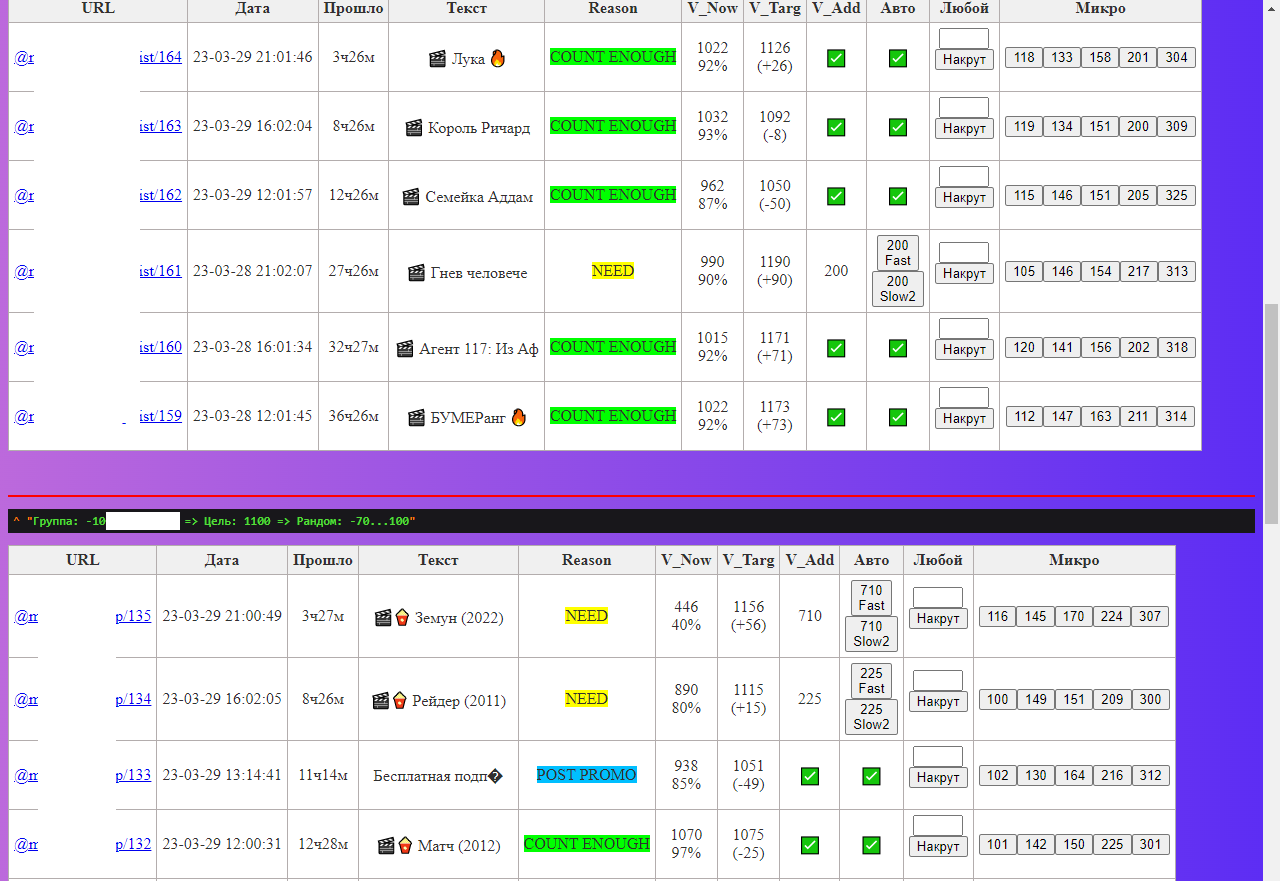 URL Дата Прошло Текст Reason V_Now V_Targ V_Add Авто Любой Микро
@r ist/164 23-03-29 21:01:46 3ч26м 🎬 Лука 🔥 COUNT ENOUGH 1022 92% 1126 (+26) ✅ ✅ Накрут 118 133 158 201 304
@r ist/163 23-03-29 16:02:04 8ч26м 🎬 Король Ричард COUNT ENOUGH 1032 93% 1092 (-8) ✅ ✅ Накрут 119 134 151 200 309
@r ist/162 23-03-29 12:01:57 12ч26м 🎬 Семейка Аддам COUNT ENOUGH 962 87% 1050 (-50) ✅ ✅ Накрут 115 146 151 205 325
@r ist/161 23-03-28 21:02:07 27ч26м 🎬 Гнев человече NEED 990 90% 1190 (+90) 200 200 Fast 200 Slow2 Накрут 105 146 154 217 313
@r ist/160 23-03-28 16:01:34 32ч27м 🎬 Агент 117: Из Аф COUNT ENOUGH 1015 92% 1171 (+71) ✅ ✅ Накрут 120 141 156 202 318
@r ist/159 23-03-28 12:01:45 36ч26м 🎬 БУМЕРанг 🔥 COUNT ENOUGH 1022 92% 1173 (+73) ✅ ✅ Накрут 112 147 163 211 314
^ "Группа: -10 => Цель: 1100 => Рандом: -70...100"
URL Дата Прошло Текст Reason V_Now V_Targ V_Add Авто Любой Микро
@m p/135 23-03-29 21:00:49 3ч27м 🎬🍿 Земун (2022) NEED 446 40% 1156 (+56) 710 710 Fast 710 Slow2 Накрут 116 145 170 224 307
@m p/134 23-03-29 16:02:05 8ч26м 🎬🍿 Рейдер (2011) NEED 890 80% 1115 (+15) 225 225 Fast 225 Slow2 Накрут 100 149 151 209 300
@m p/133 23-03-29 13:14:41 11ч14м Бесплатная подп� POST PROMO 938 85% 1051 (-49) ✅ ✅ Накрут 102 130 164 216 312
@m p/132 23-03-29 12:00:31 12ч28м 🎬🍿 Матч (2012) COUNT ENOUGH 1070 97% 1075 (-25) ✅ ✅ Накрут 101 142 150 225 301